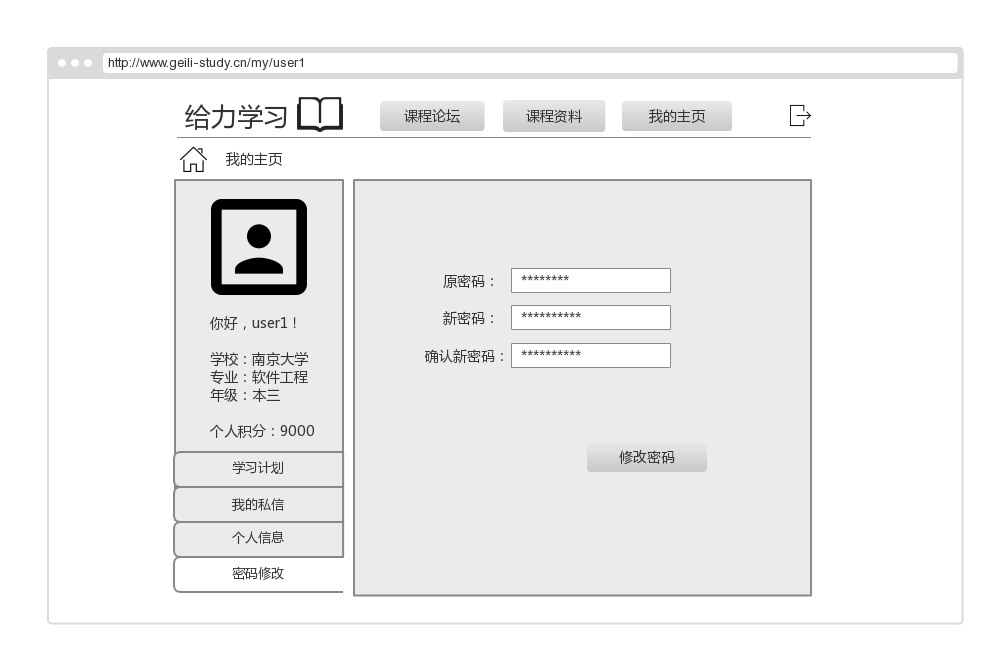 http://www.geili-study.cn/my/user1
给力学习
课程论坛
课程资料
我的主页
我的主页
你好，user1！
学校：南京大学
专业：软件工程
年级：本三
个人积分：9000
学习计划
我的私信
个人信息
密码修改
原密码： ********
新密码： **********
确认新密码： **********
修改密码